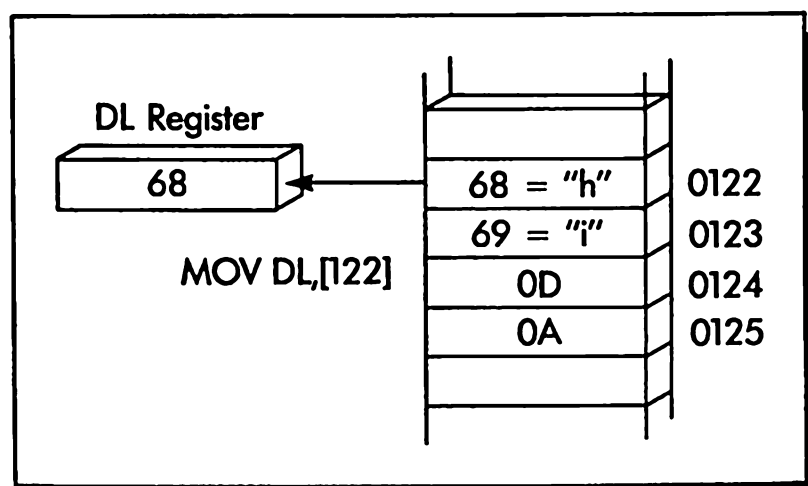 DL Register
68
68 = "h" 0122
69 = "i" 0123
MOV DL,[122]
0D 0124
0A 0125